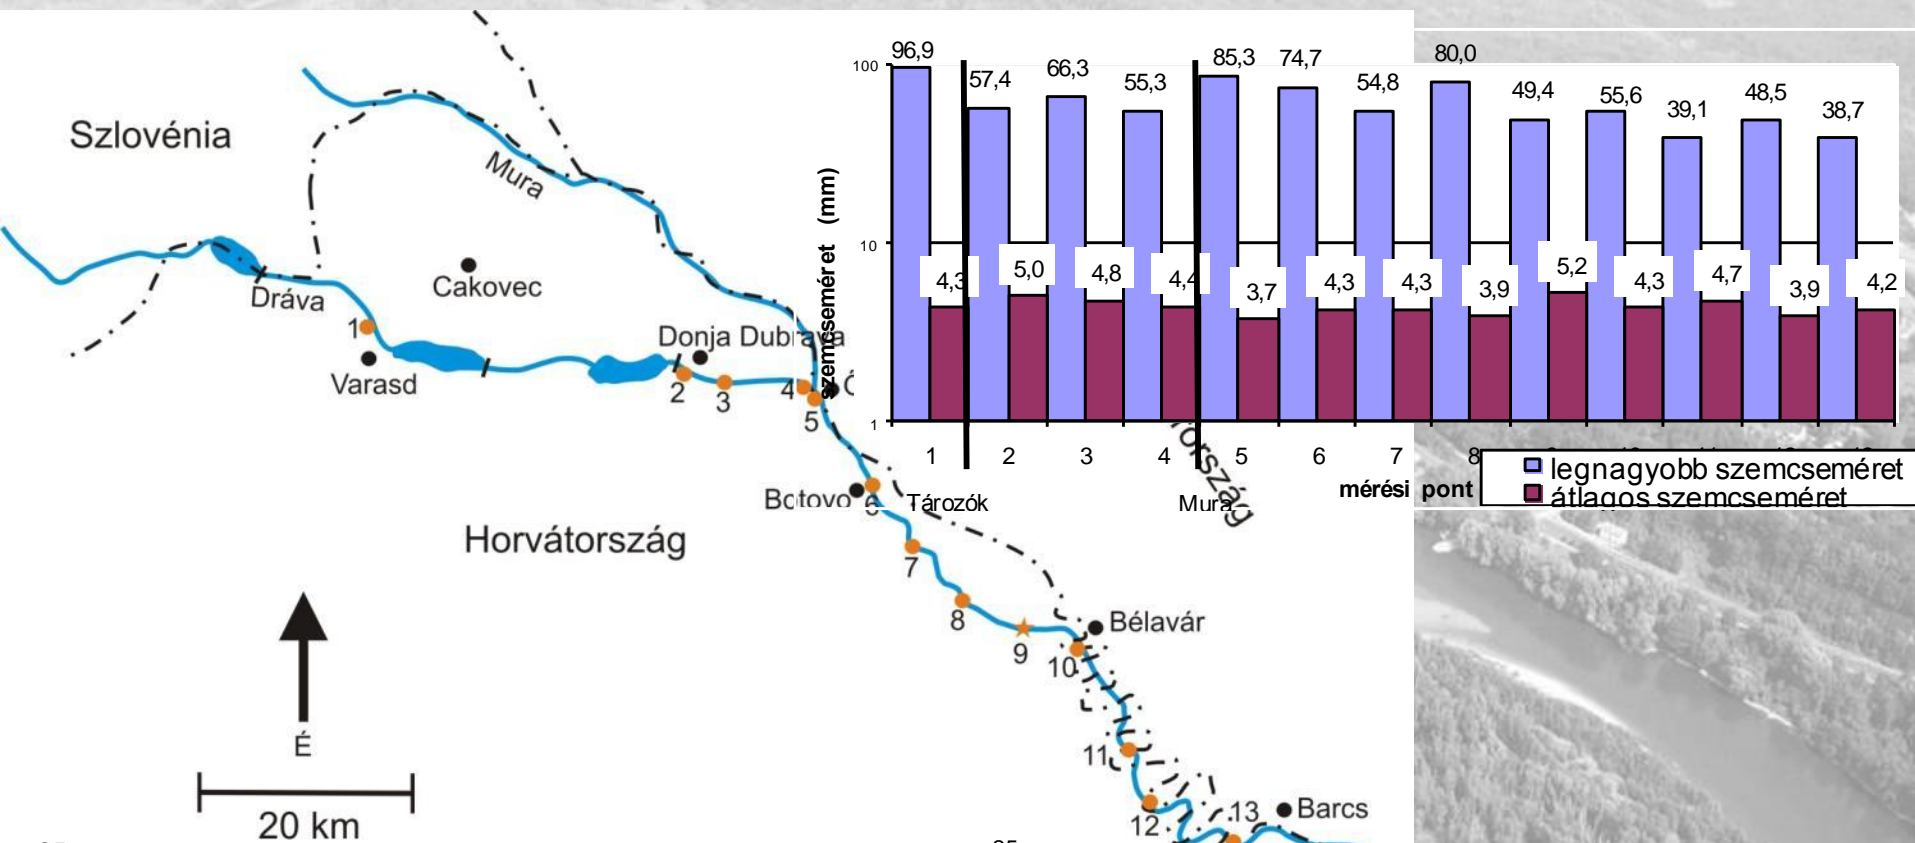 Szlovénia
Mura
Dráva
Cakovec
1
Varasd
Donja Dubrava
2
3
4
5
Botovo
6
Horvátország
7
8
9
10
Bélavár
11
12
13
Barcs
É
20 km
szemcseméret (mm)
100
10
1
96,9
57,4
66,3
55,3
85,3
74,7
54,8
80,0
49,4
55,6
39,1
48,5
38,7
4,3
5,0
4,8
4,4
3,7
4,3
4,3
3,9
5,2
4,3
4,7
3,9
4,2
1 2 3 4 5 6 7 8
Tározók
Mura
ország
mérési pont
legnagyobb szemcseméret
átlagos szemcseméret